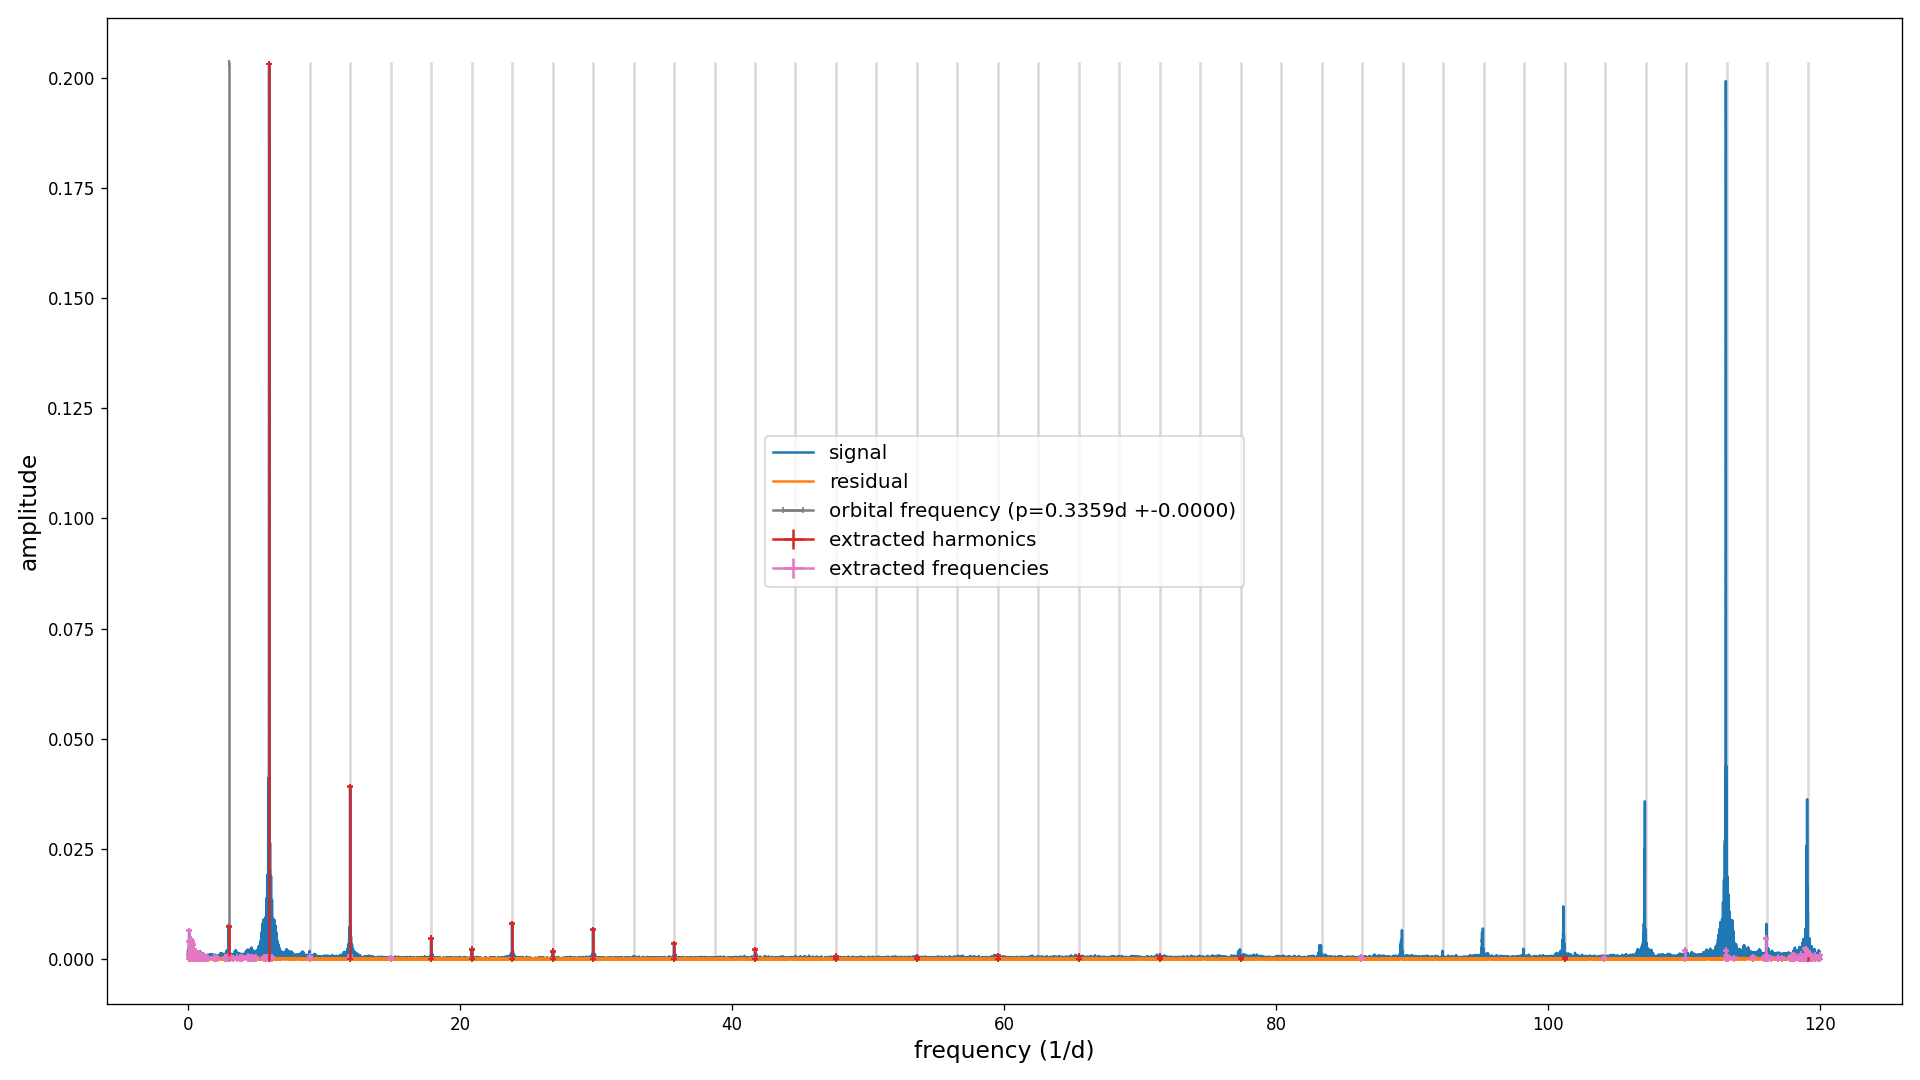 0.200
0.175
0.150
0.125
0.100
0.075
0.050
0.025
0.000
amplitude
signal
residual
orbital frequency (p=0.3359d +-0.0000)
extracted harmonics
extracted frequencies
0 20 40 60 80 100 120
frequency (1/d)